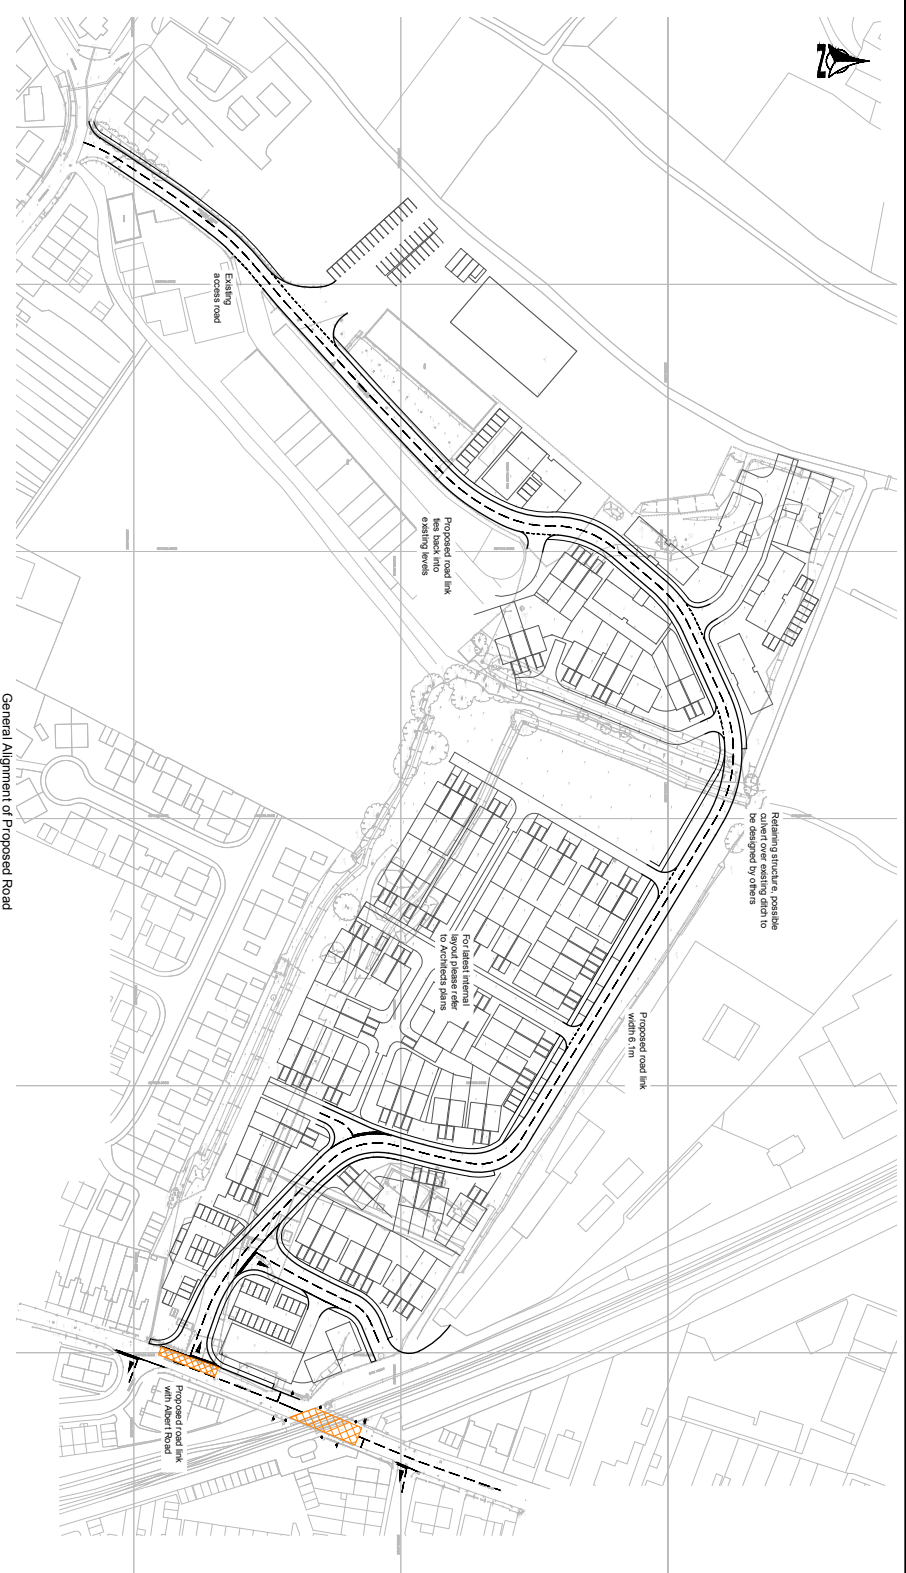 Z
Existing
access road
Proposed road link
ties back into
existing levels
Retaining structure, possible
culvert over existing ditch to
be designed by others
For latest internal
layout please refer
to Architects plans
Proposed road link
width 6.1m
Proposed road link
with Albert Road
General Alignment of Proposed Road